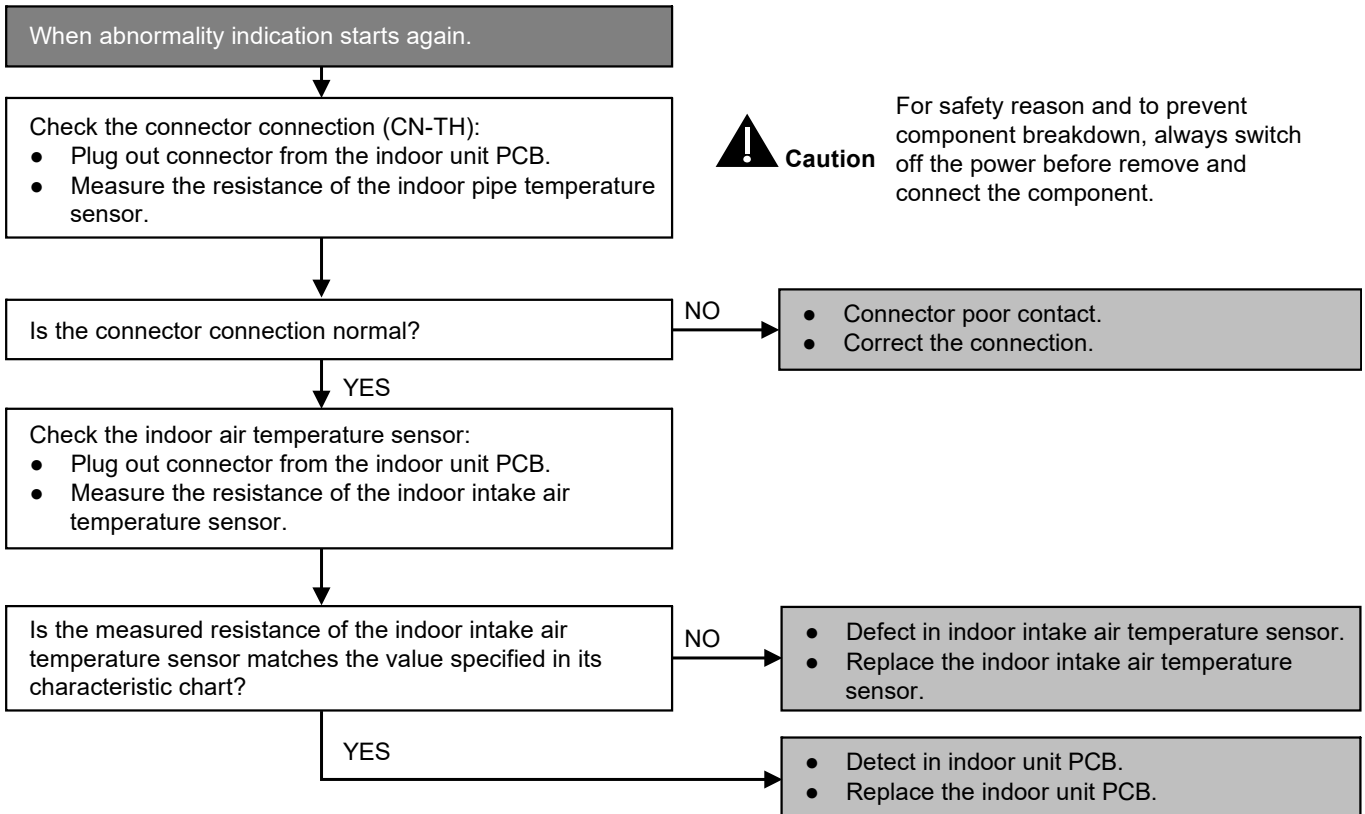 When abnormality indication starts again.
Check the connector connection (CN-TH):
● Plug out connector from the indoor unit PCB.
● Measure the resistance of the indoor pipe temperature
sensor.
Caution
For safety reason and to prevent
component breakdown, always switch
off the power before remove and
connect the component.
Is the connector connection normal?
NO
● Connector poor contact.
● Correct the connection.
YES
Check the indoor air temperature sensor:
● Plug out connector from the indoor unit PCB.
● Measure the resistance of the indoor intake air
temperature sensor.
Is the measured resistance of the indoor intake air
temperature sensor matches the value specified in its
characteristic chart?
NO
● Defect in indoor intake air temperature sensor.
● Replace the indoor intake air temperature
sensor.
YES
● Detect in indoor unit PCB.
● Replace the indoor unit PCB.